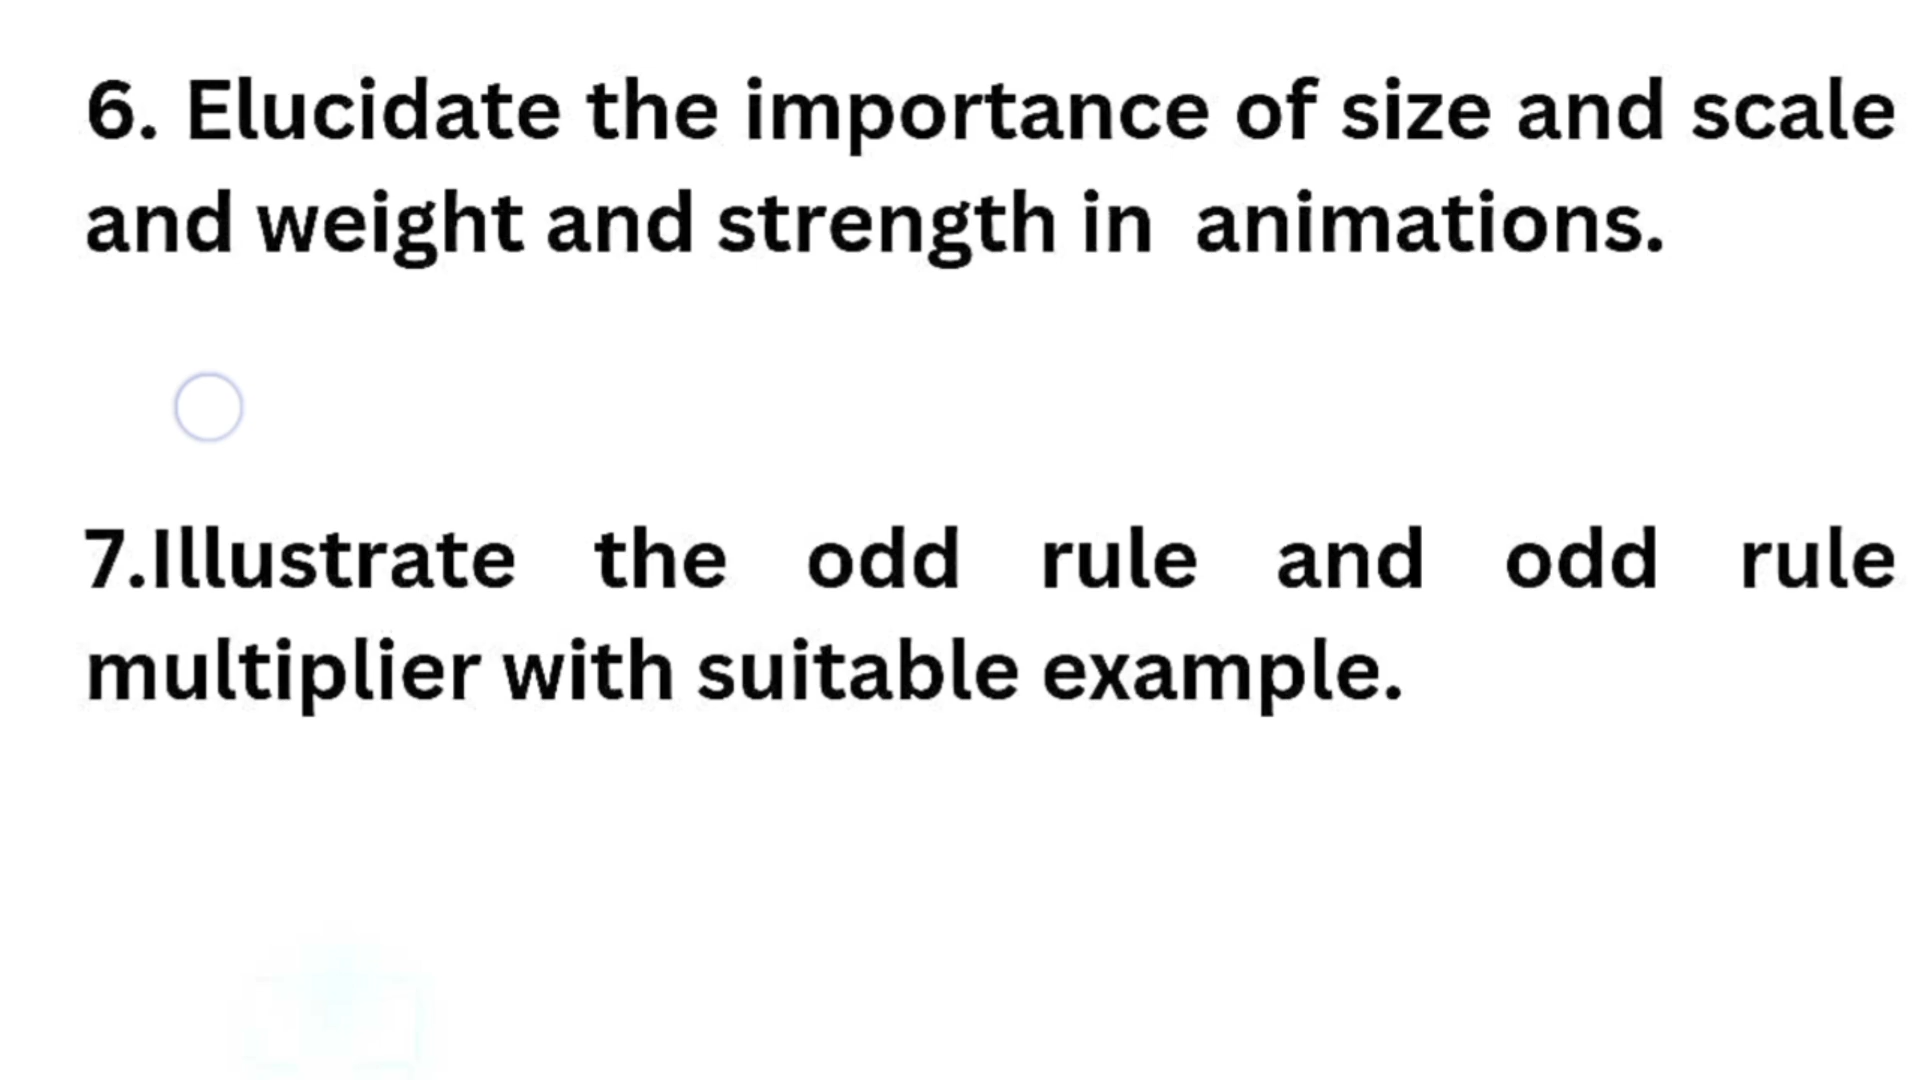 6. Elucidate the importance of size and scale
and weight and strength in animations.
7.Illustrate the odd rule and odd rule
multiplier with suitable example.